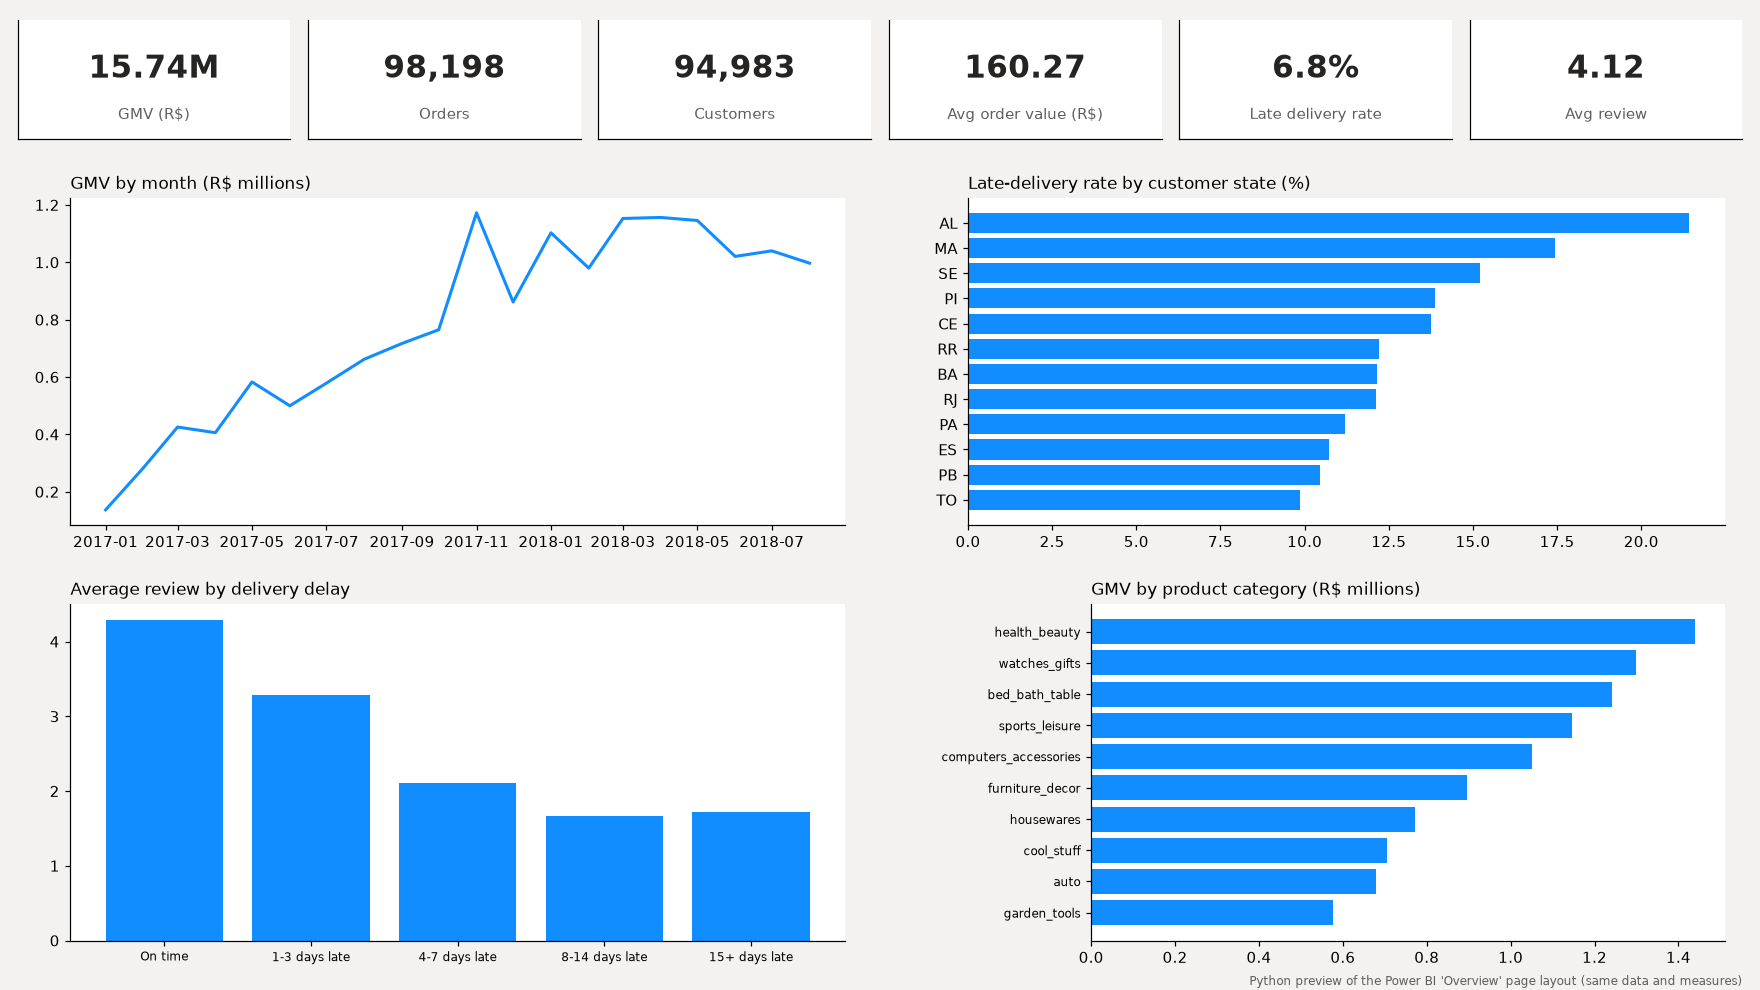 15.74M
GMV (R$)
98,198
Orders
94,983
Customers
160.27
Avg order value (R$)
6.8%
Late delivery rate
4.12
Avg review
GMV by month (R$ millions)
1.2
1.0
0.8
0.6
0.4
0.2
2017-01 2017-03 2017-05 2017-07 2017-09 2017-11 2018-01 2018-03 2018-05 2018-07
Late-delivery rate by customer state (%)
AL
MA
SE
PI
CE
RR
BA
RJ
PA
ES
PB
TO
0.0 2.5 5.0 7.5 10.0 12.5 15.0 17.5 20.0
Average review by delivery delay
4
3
2
1
0
On time 1-3 days late 4-7 days late 8-14 days late 15+ days late
GMV by product category (R$ millions)
health_beauty
watches_gifts
bed_bath_table
sports_leisure
computers_accessories
furniture_decor
housewares
cool_stuff
auto
garden_tools
0.0 0.2 0.4 0.6 0.8 1.0 1.2 1.4
Python preview of the Power BI 'Overview' page layout (same data and measures)